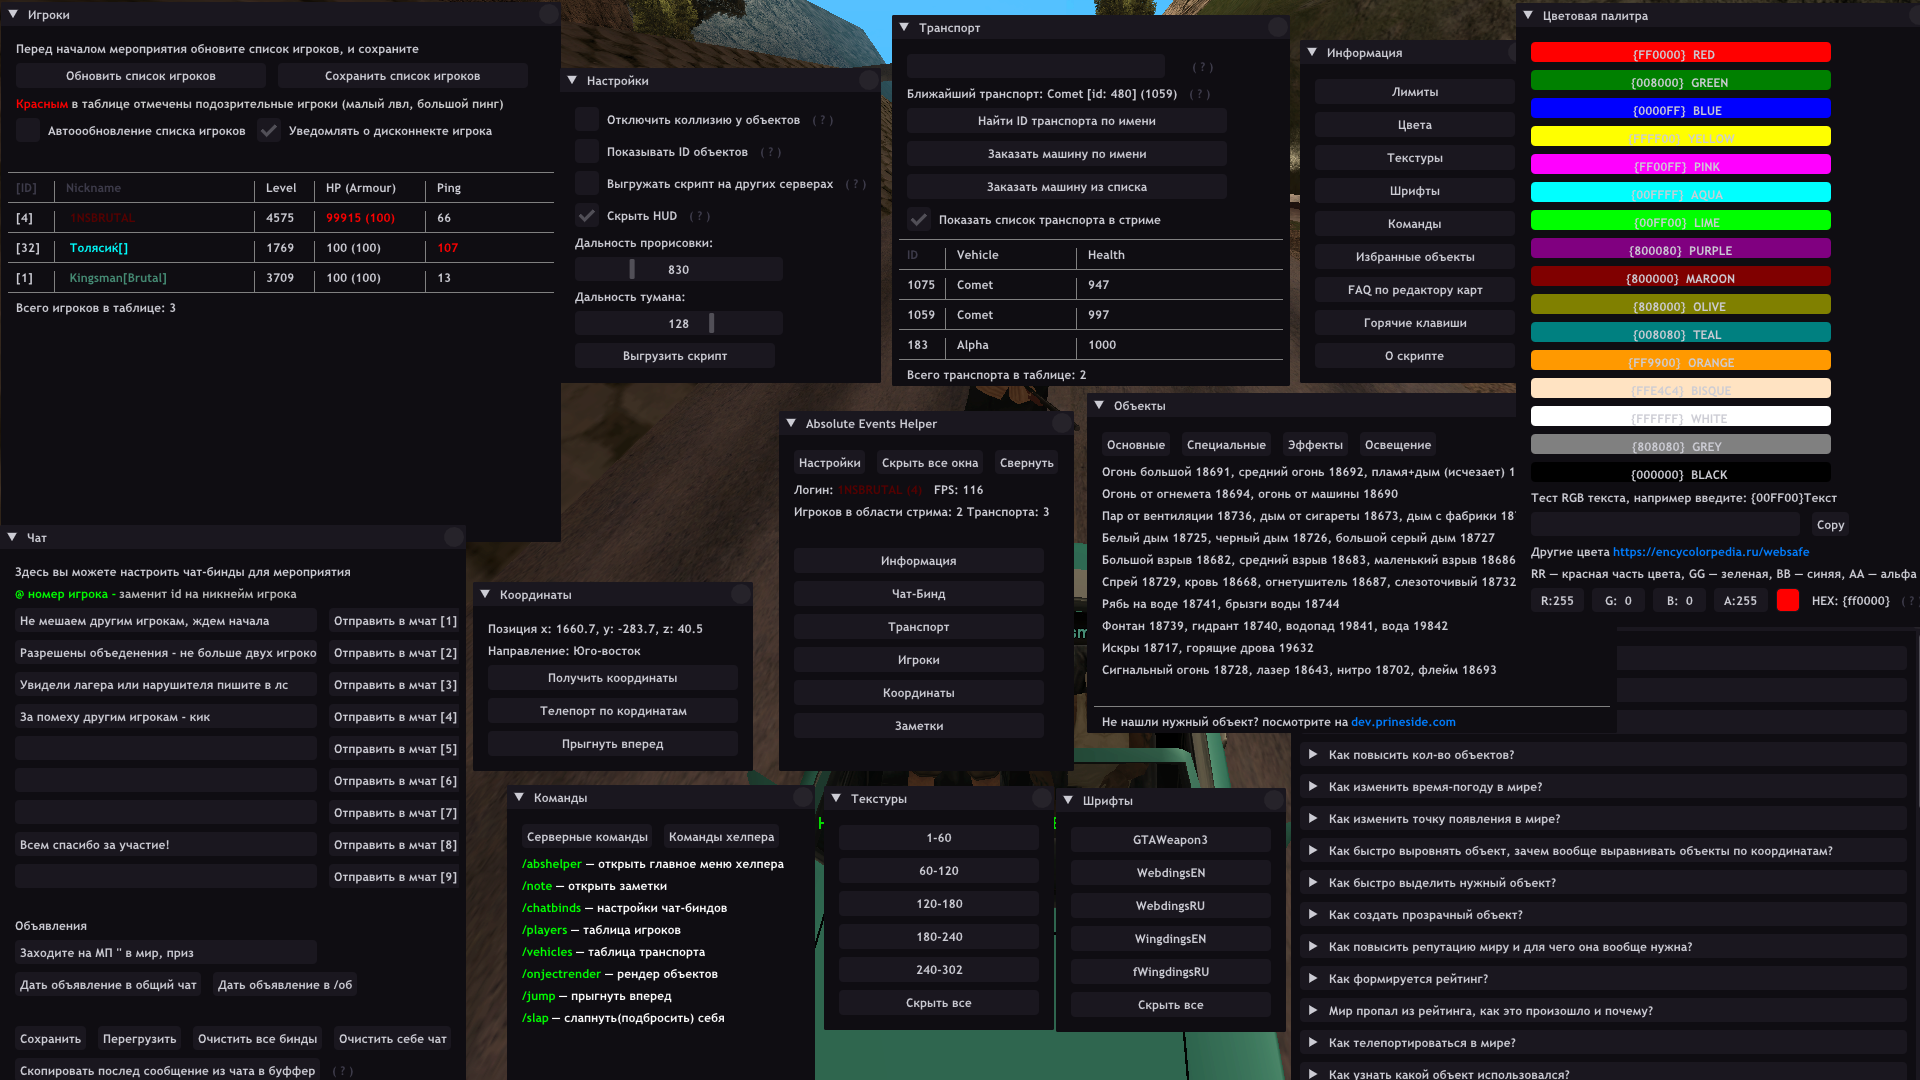 Игроки
Перед началом мероприятия обновите список игроков, и сохраните
Обновить список игроков
Сохранить список игроков
Красным в таблице отмечены подозрительные игроки (малый лвл, большой пинг)
Автоообновление списка игроков
Уведомлять о дисконнекте игрока
[ID] Nickname Level HP (Armour) Ping
[4] 1NSBRUTAL 4575 99915 (100) 66
[32] Толясиќ[] 1769 100 (100) 107
[1] Kingsman[Brutal] 3709 100 (100) 13
Всего игроков в таблице: 3
Настройки
Отключить коллизию у объектов (?)
Показывать ID объектов (?)
Выгружать скрипт на других серверах (?)
Скрыть HUD (?)
Дальность прорисовки:
830
Дальность тумана:
128
Выгрузить скрипт
Транспорт
(?)
Ближайший транспорт: Comet [id: 480] (1059) (?)
Найти ID транспорта по имени
Заказать машину по имени
Заказать машину из списка
Показать список транспорта в стриме
ID Vehicle Health
1075 Comet 947
1059 Comet 997
183 Alpha 1000
Всего транспорта в таблице: 2
Информация
Лимиты
Цвета
Текстуры
Шрифты
Команды
Избранные объекты
FAQ по редактору карт
Горячие клавиши
О скрипте
Цветовая палитра
{FF0000} RED
{008000} GREEN
{0000FF} BLUE
{FFFF00} YELLOW
{FF00FF} PINK
{00FFFF} AQUA
{00FF00} LIME
{800080} PURPLE
{800000} MAROON
{808000} OLIVE
{008080} TEAL
{FF9900} ORANGE
{FFE4C4} BISQUE
{FFFFFF} WHITE
{808080} GREY
{000000} BLACK
Тест RGB текста, например введите: {00FF00}Текст
Copy
Другие цвета https://encycolorpedia.ru/websafe
RR — красная часть цвета, GG — зеленая, BB — синяя, AA — альфа
R:255 G: 0 B: 0 A:255 HEX: {ff0000} (?)
Absolute Events Helper
Настройки
Скрыть все окна
Свернуть
Логин: 1NSBRUTAL (4) FPS: 116
Игроков в области стрима: 2 Транспорта: 3
Информация
Чат-Бинд
Транспорт
Игроки
Координаты
Заметки
Объекты
Основные
Специальные
Эффекты
Освещение
Огонь большой 18691, средний огонь 18692, пламя+дым (исчезает) 1
Огонь от огнемета 18694, огонь от машины 18690
Пар от вентиляции 18736, дым от сигареты 18673, дым с фабрики 18
Белый дым 18725, черный дым 18726, большой серый дым 18727
Большой взрыв 18682, средний взрыв 18683, маленький взрыв 18686
Спрей 18729, кровь 18668, огнетушитель 18687, слезоточивый 18732
Рябь на воде 18741, брызги воды 18744
Фонтан 18739, гидрант 18740, водопад 19841, вода 19842
Искры 18717, горящие дрова 19632
Сигнальный огонь 18728, лазер 18643, нитро 18702, флейм 18693
Не нашли нужный объект? посмотрите на dev.prineside.com
Чат
Здесь вы можете настроить чат-бинды для мероприятия
@ номер игрока - заменит id на никнейм игрока
Не мешаем другим игрокам, ждем начала Отправить в мчат [1]
Разрешены объеденения - не больше двух игроко Отправить в мчат [2]
Увидели лагера или нарушителя пишите в лс Отправить в мчат [3]
За помеху другим игрокам - кик Отправить в мчат [4]
Отправить в мчат [5]
Отправить в мчат [6]
Отправить в мчат [7]
Всем спасибо за участие! Отправить в мчат [8]
Отправить в мчат [9]
Объявления
Заходите на МП " в мир, приз
Дать объявление в общий чат
Дать объявление в /об
Сохранить
Перегрузить
Очистить все бинды
Очистить себе чат
Скопировать послед сообщение из чата в буффер (?)
Координаты
Позиция x: 1660.7, y: -283.7, z: 40.5
Направление: Юго-восток
Получить координаты
Телепорт по кординатам
Прыгнуть вперед
Команды
Серверные команды
Команды хелпера
/abshelper — открыть главное меню хелпера
/note — открыть заметки
/chatbinds — настройки чат-биндов
/players — таблица игроков
/vehicles — таблица транспорта
/onjectrender — рендер объектов
/jump — прыгнуть вперед
/slap — слапнуть(подбросить) себя
Текстуры
1-60
60-120
120-180
180-240
240-302
Скрыть все
Шрифты
GTAWeapon3
WebdingsEN
WebdingsRU
WingdingsEN
fWingdingsRU
Скрыть все
Как повысить кол-во объектов?
Как изменить время-погоду в мире?
Как изменить точку появления в мире?
Как быстро выровнять объект, зачем вообще выравнивать объекты по координатам?
Как быстро выделить нужный объект?
Как создать прозрачный объект?
Как повысить репутацию миру и для чего она вообще нужна?
Как формируется рейтинг?
Мир пропал из рейтинга, как это произошло и почему?
Как телепортироваться в мире?
Как узнать какой объект использовался?